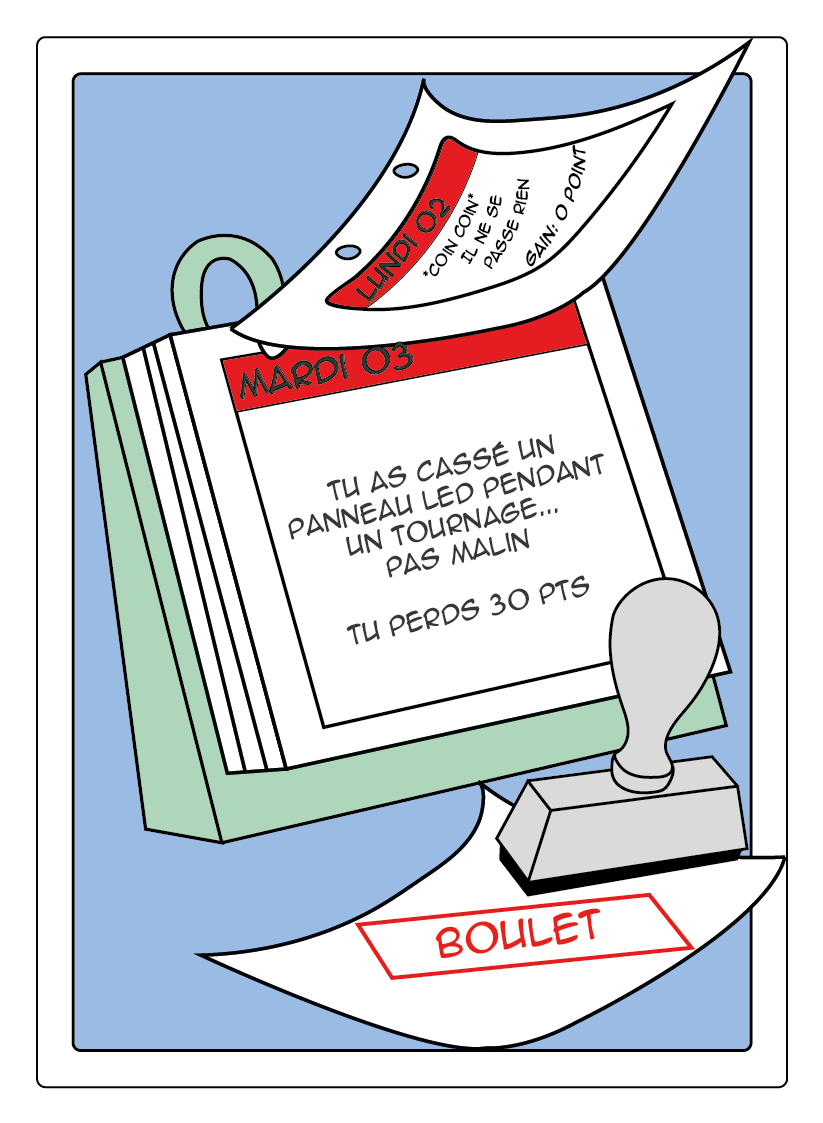 LUNDI 02
*COIN COIN*
IL NE SE
PASSE RIEN
GAIN: 0 POINT
MARDI 03
TU AS CASSÉ UN
PANNEAU LED PENDANT
UN TOURNAGE...
PAS MALIN
TU PERDS 30 PTS
BOULET